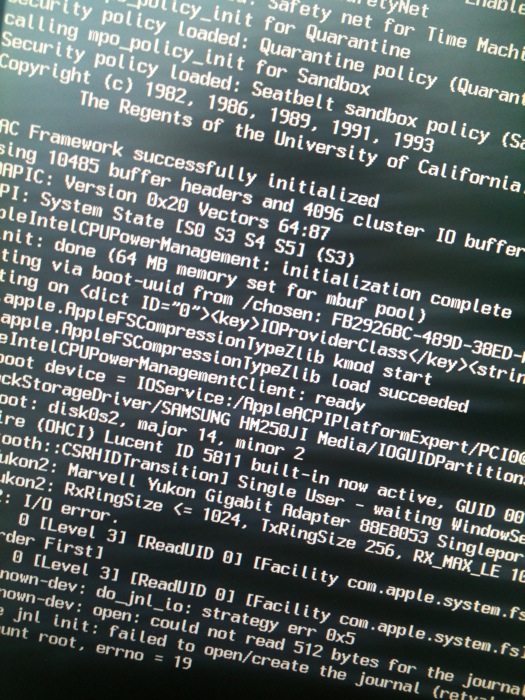 Safety net for Time Mach
policy_init for Quarantine
security policy loaded: Quarantine policy (Quaran
calling mpo_policy_init for Sandbox
Security policy loaded: Seatbelt sandbox policy (Sa
Copyright (c) 1982, 1986, 1989, 1991, 1993
The Regents of the University of California
AC Framework successfully initialized
sing 10485 buffer headers and 4096 cluster IO buffer
APIC: Version 0x20 Vectors 64:87
PI: System State [S0 S3 S4 S5] (S3)
pleIntelCPUPowerManagement: initialization complete
nit: done (64 MB memory set for mbuf pool)
ting via boot-uuid from /chosen: FB2926BC-489D-38ED-
ting on <dict ID="0"><key>IOProviderClass</key><strin
.apple.AppleFSCompressionTypeZlib kmod start
apple.AppleFSCompressionTypeZlib load succeeded
eIntelCPUPowerManagementClient: ready
oot device = IOService:/AppleACPIPlatformExpert/PCI0@
ckStorageDriver/SAMSUNG HM250JI Media/IOGUIDPartition
oot: disk0s2, major 14, minor 2
ire (OHCI) Lucent ID 5811 built-in now active, GUID 00
ooth::CSRHIDTransition] Single User - waiting WindowSe
ukon2: Marvell Yukon Gigabit Adapter 88E8053 Singlepor
ukon2: RxRingSize <= 1024, TxRingSize 256, RX_MAX_LE 10
: I/O error.
0 [Level 3] [ReadUID 0] [Facility com.apple.system.fs
rder First]
0 [Level 3] [ReadUID 0] [Facility com.apple.system.fs]
nown-dev: do_jnl_io: strategy err 0x5
nown-dev: open: could not read 512 bytes for the journa
e jnl init: failed to open/create the journal (retva
unt root, errno = 19